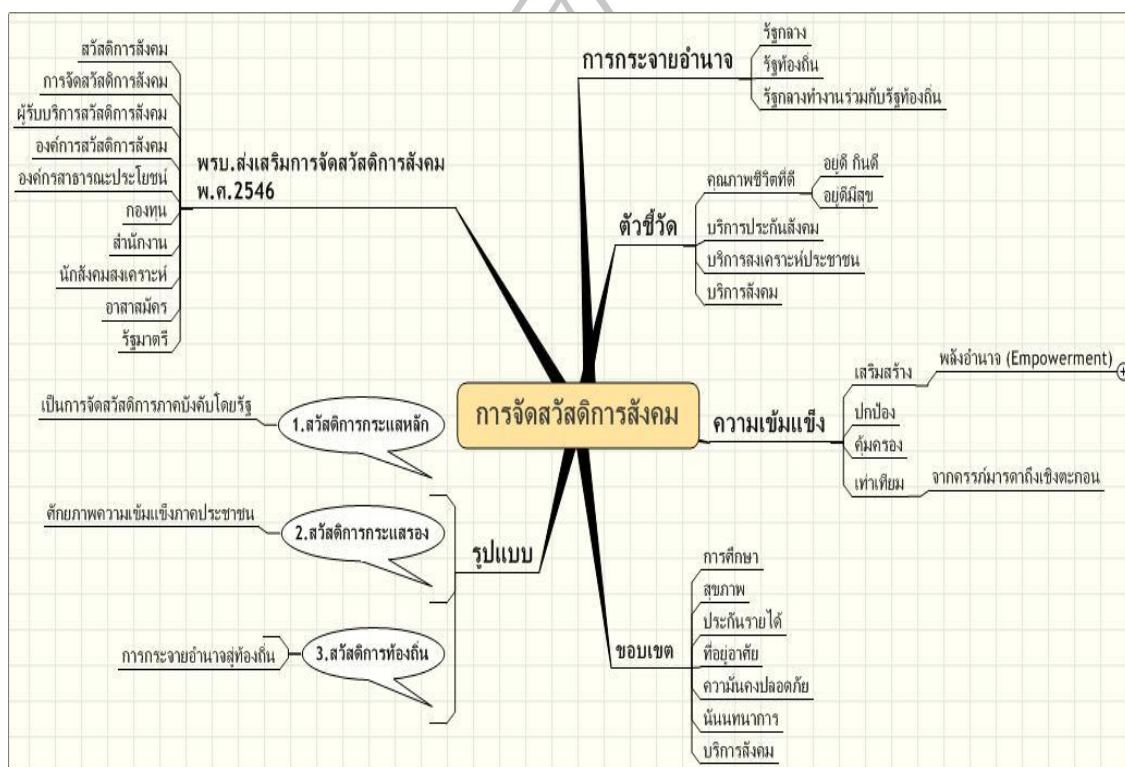 สวัสดิการสังคม
การจัดสวัสดิการสังคม
ผู้รับบริการสวัสดิการสังคม
องค์การสวัสดิการสังคม
องค์กรสาธารณะประโยชน์
กองทุน
สำนักงาน
นักสังคมสงเคราะห์
อาสาสมัคร
รัฐมาตรี
พรบ.ส่งเสริมการจัดสวัสดิการสังคม
พ.ศ.2546
การกระจายอำนาจ
รัฐกลาง
รัฐท้องถิ่น
รัฐกลางทำงานร่วมกับรัฐท้องถิ่น
ตัวชี้วัด
คุณภาพชีวิตที่ดี
อยู่ดี กินดี
อยู่ดีมีสุข
บริการประกันสังคม
บริการสงเคราะห์ประชาชน
บริการสังคม
การจัดสวัสดิการสังคม
ความเข้มแข็ง
เสริมสร้าง
พลังอำนาจ (Empowerment)
ปกป้อง
คุ้มครอง
เท่าเทียม
จากครรภ์มารดาถึงเชิงตะกอน
รูปแบบ
1.สวัสดิการกระแสหลัก
เป็นการจัดสวัสดิการภาคบังคับโดยรัฐ
2.สวัสดิการกระแสรอง
ศักยภาพความเข้มแข็งภาคประชาชน
3.สวัสดิการท้องถิ่น
การกระจายอำนาจสู่ท้องถิ่น
ขอบเขต
การศึกษา
สุขภาพ
ประกันรายได้
ที่อยู่อาศัย
ความันคงปลอดภัย
นันนทนาการ
บริการสังคม